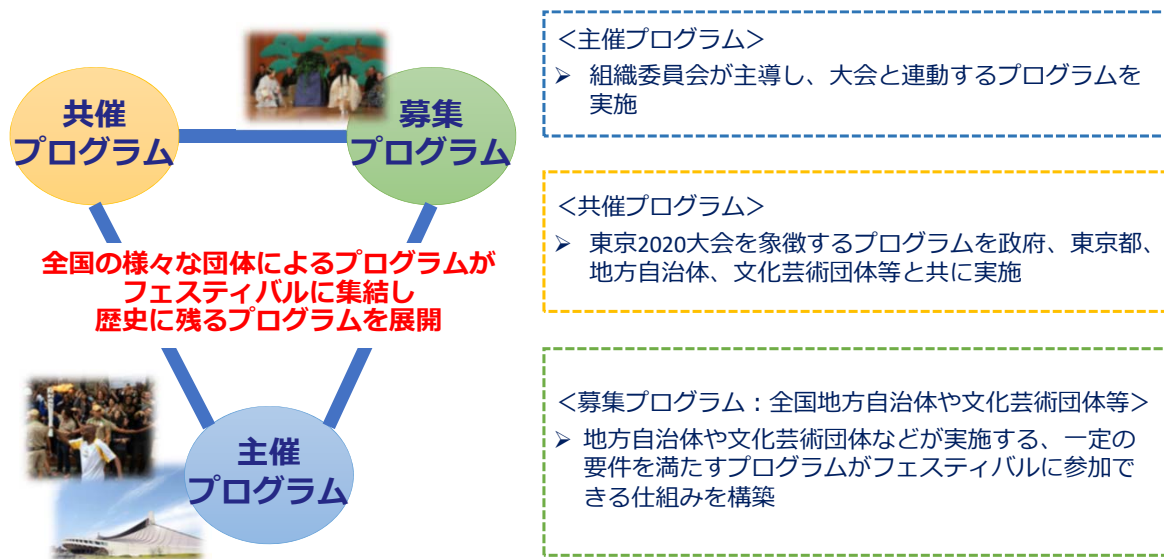 共催
プログラム
募集
プログラム
全国の様々な団体によるプログラムが
フェスティバルに集結し
歴史に残るプログラムを展開
主催
プログラム
＜主催プログラム＞
➢ 組織委員会が主導し、大会と連動するプログラムを
実施
＜共催プログラム＞
➢ 東京2020大会を象徴するプログラムを政府、東京都、
地方自治体、文化芸術団体等と共に実施
＜募集プログラム：全国地方自治体や文化芸術団体等＞
➢ 地方自治体や文化芸術団体などが実施する、一定の
要件を満たすプログラムがフェスティバルに参加で
きる仕組みを構築